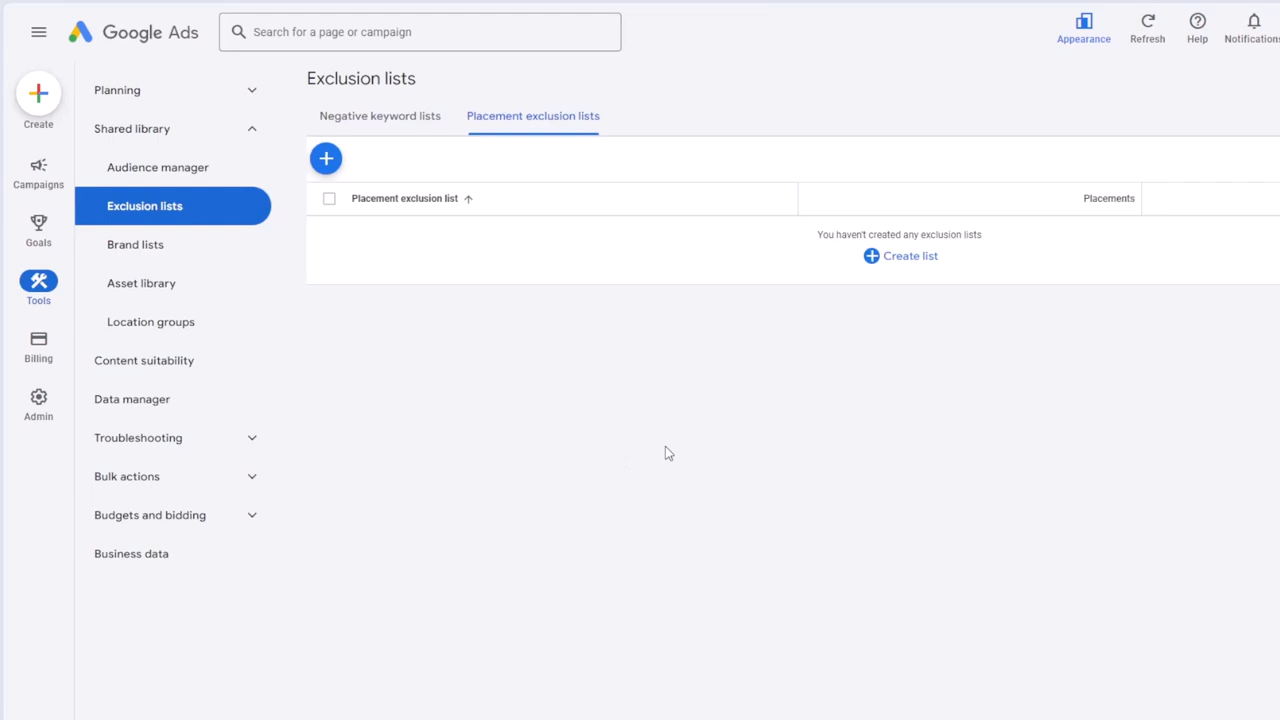 Google Ads
Search for a page or campaign
Appearance
Refresh
Help
Notifications
Create
Campaigns
Goals
Tools
Billing
Admin
Planning
Shared library
Audience manager
Exclusion lists
Brand lists
Asset library
Location groups
Content suitability
Data manager
Troubleshooting
Bulk actions
Budgets and bidding
Business data
Exclusion lists
Negative keyword lists
Placement exclusion lists
Placement exclusion list
Placements
You haven't created any exclusion lists
Create list